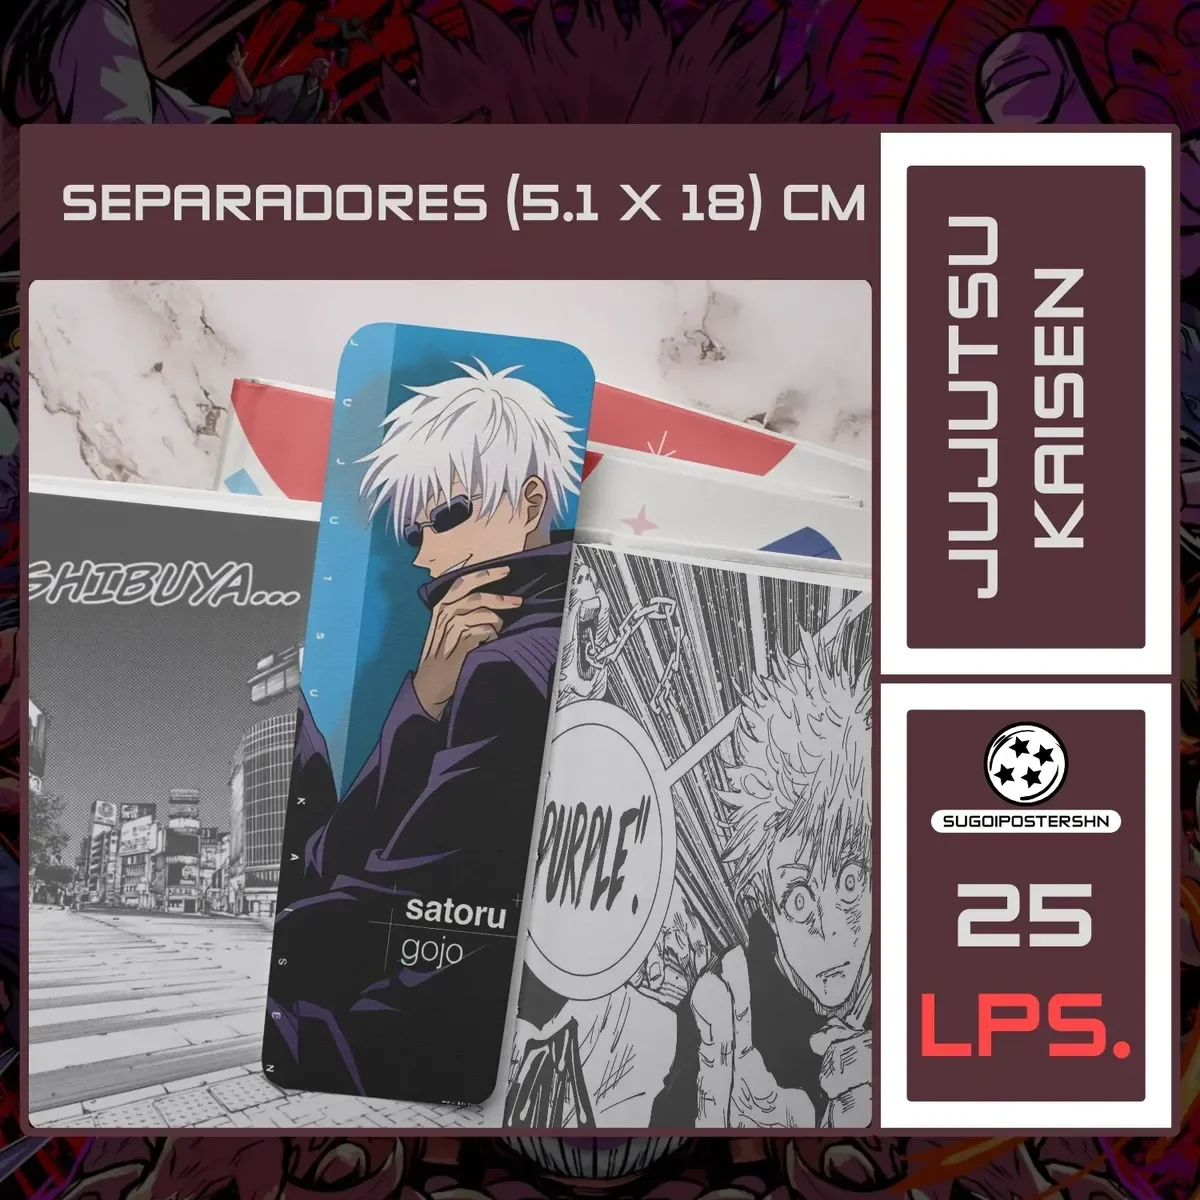 SEPARADORES (5.1 X 18) CM
JUJUTSU
KAISEN
SHIBUYA...
JUJUTSU
KAISEN
satoru
gojo
PURPLE."
SUGOIPOSTERSHN
25
LPS.